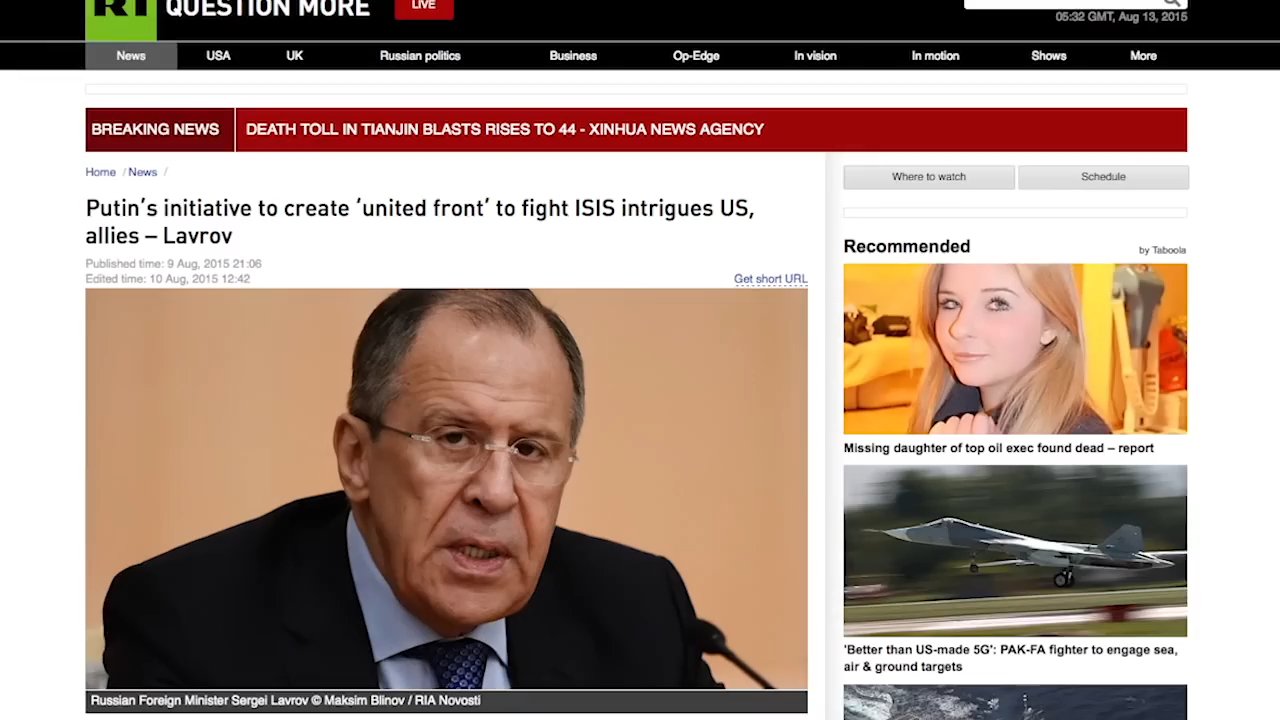 RT QUESTION MORE
LIVE
05:32 GMT, Aug 13, 2015
News USA UK Russian politics Business Op-Edge In vision In motion Shows More
BREAKING NEWS DEATH TOLL IN TIANJIN BLASTS RISES TO 44 - XINHUA NEWS AGENCY
Home / News /
Putin's initiative to create ‘united front’ to fight ISIS intrigues US,
allies – Lavrov
Published time: 9 Aug, 2015 21:06
Edited time: 10 Aug, 2015 12:42
Get short URL
Russian Foreign Minister Sergei Lavrov © Maksim Blinov / RIA Novosti
Where to watch
Schedule
Recommended
by Taboola
Missing daughter of top oil exec found dead – report
'Better than US-made 5G': PAK-FA fighter to engage sea,
air & ground targets